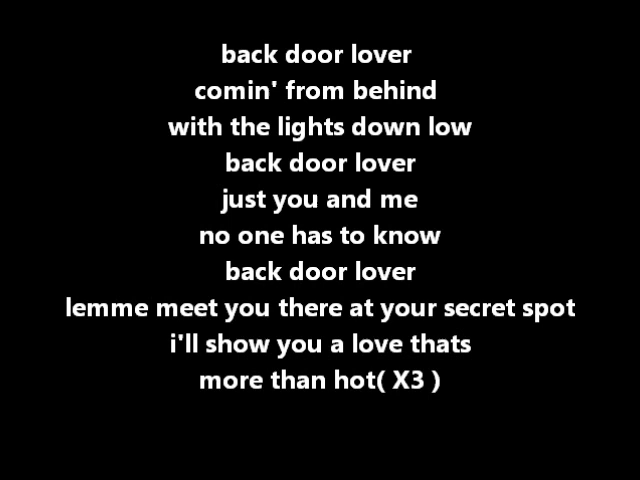 back door lover
comin' from behind
with the lights down low
back door lover
just you and me
no one has to know
back door lover
lemme meet you there at your secret spot
i'll show you a love thats
more than hot( X3 )